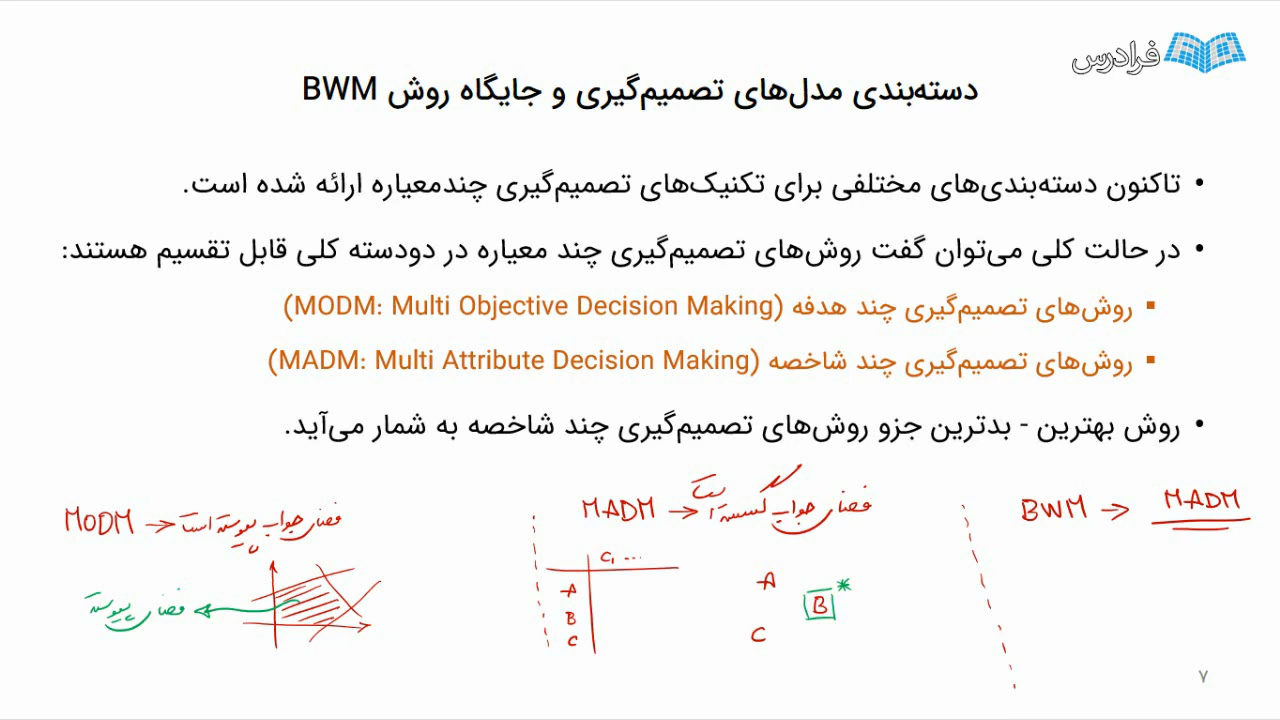 فرادرس
دسته‌بندی مدل‌های تصمیم‌گیری و جایگاه روش BWM
• تاکنون دسته‌بندی‌های مختلفی برای تکنیک‌های تصمیم‌گیری چندمعیاره ارائه شده است.
• در حالت کلی می‌توان گفت روش‌های تصمیم‌گیری چند معیاره در دودسته کلی قابل تقسیم هستند:
▪ روش‌های تصمیم‌گیری چند هدفه (MODM: Multi Objective Decision Making)
▪ روش‌های تصمیم‌گیری چند شاخصه (MADM: Multi Attribute Decision Making)
• روش بهترین - بدترین جزو روش‌های تصمیم‌گیری چند شاخصه به شمار می‌آید.
BWM → MADM
MADM → فضای جواب گسسته است
C₁ ...
A
B
C
A
B *
C
MODM → فضای جواب پیوسته است
فضای پیوسته
۷